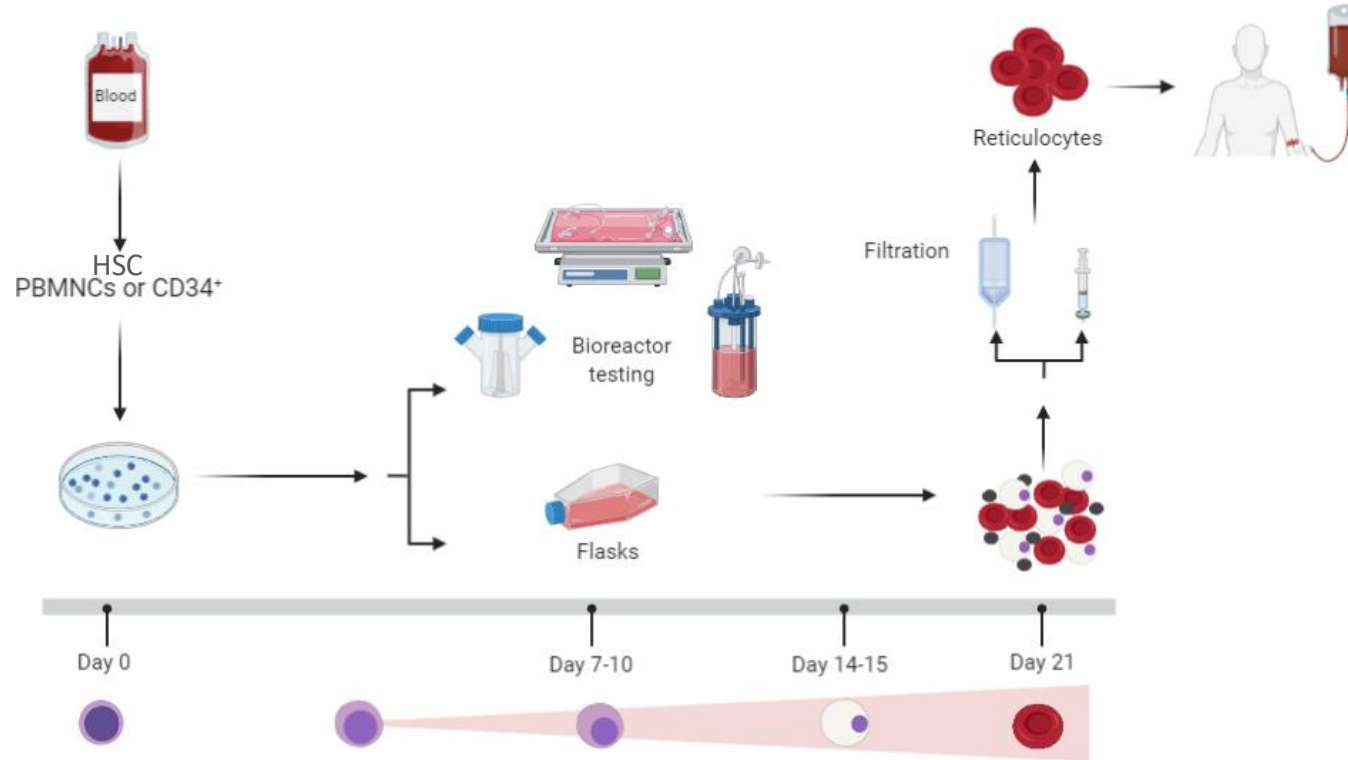 Blood
HSC
PBMNCs or CD34⁺
Bioreactor
testing
Flasks
Filtration
Reticulocytes
Day 0
Day 7-10
Day 14-15
Day 21